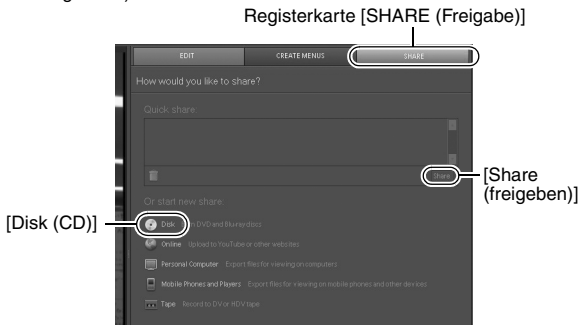 Registerkarte [SHARE (Freigabe)]
EDIT
CREATE MENUS
SHARE
How would you like to share?
Quick share
Share
[Share
(freigeben)]
Or start new share:
[Disk (CD)]
Disk
DVD and Blu-ray discs
Online Upload to YouTube or other websites
Personal Computer Export files for viewing on computers
Mobile Phones and Players Export files for viewing on mobile phones and other devices
Tape Record to DV or HDV tape